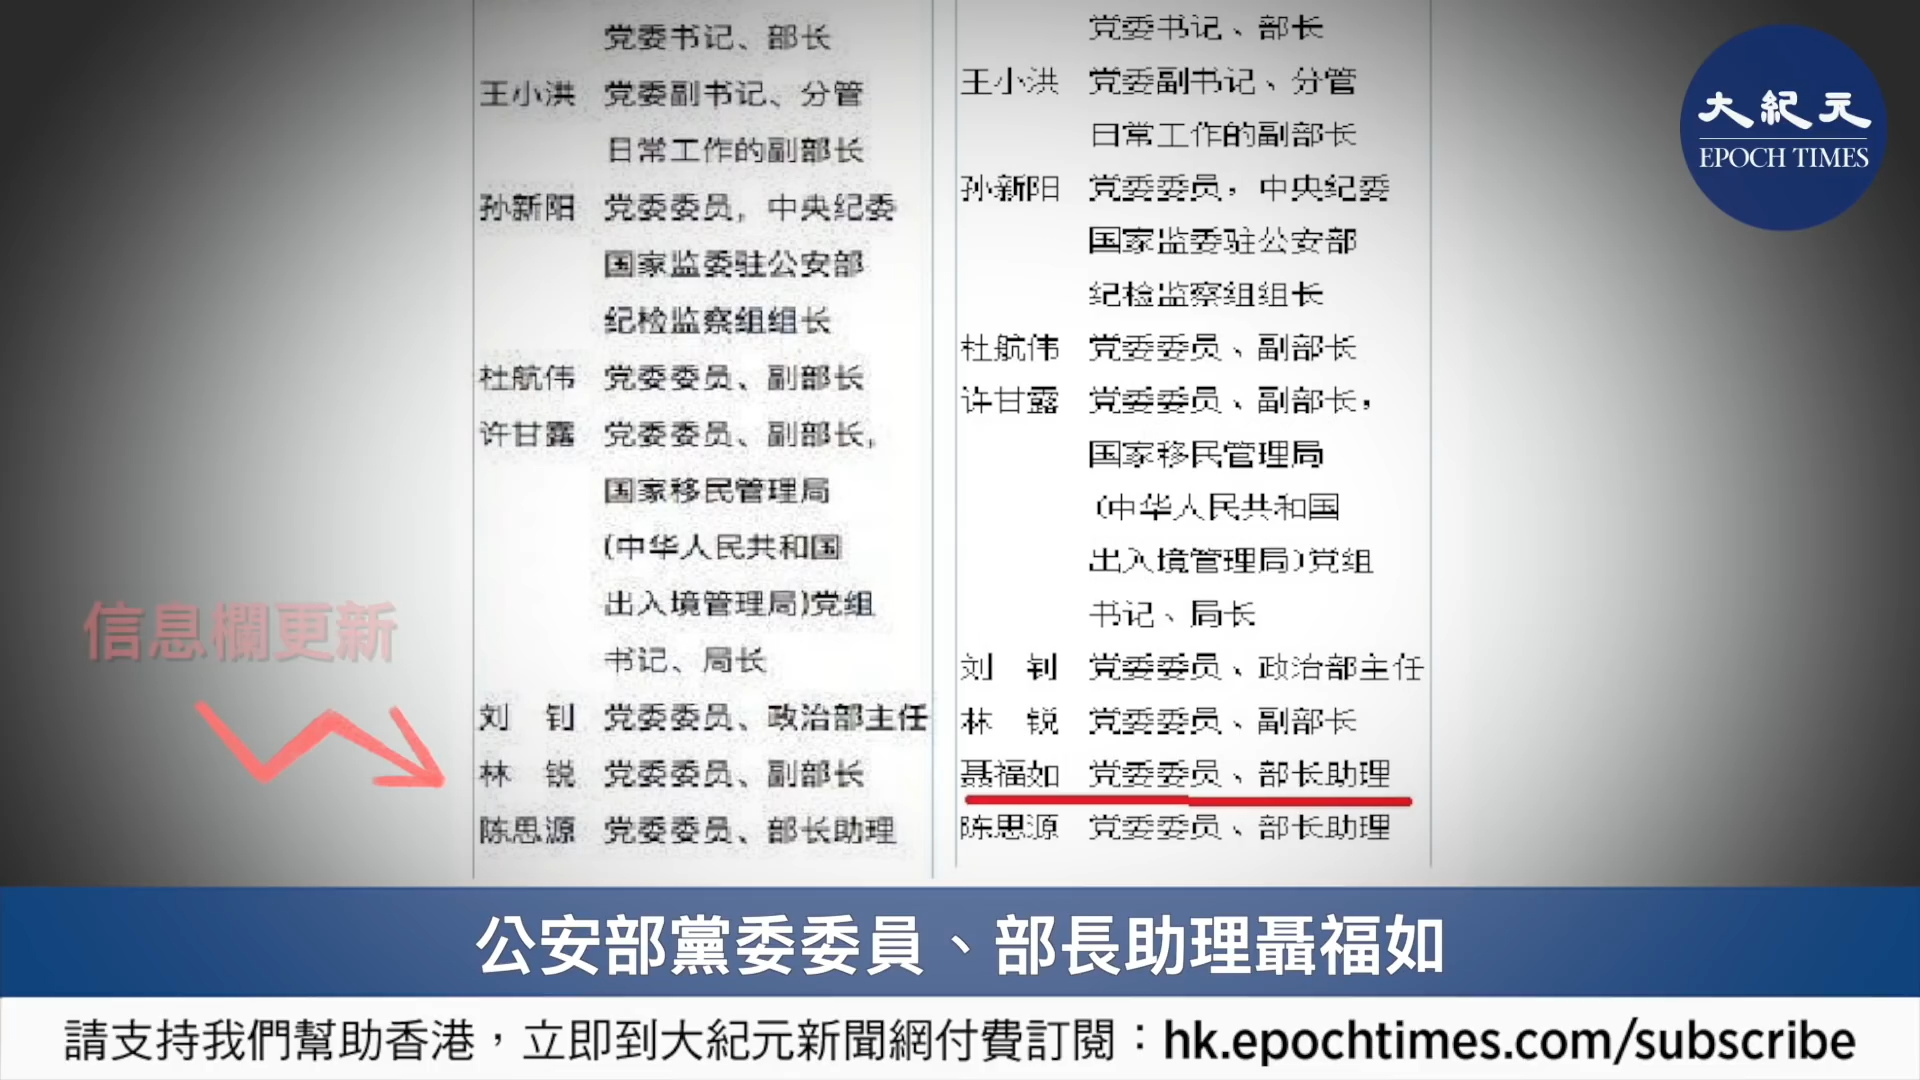 党委书记、部长
王小洪 党委副书记、分管
日常工作的副部长
孙新阳 党委委员，中央纪委
国家监委驻公安部
纪检监察组组长
杜航伟 党委委员、副部长
许甘露 党委委员、副部长，
国家移民管理局
(中华人民共和国
出入境管理局)党组
书记、局长
刘 钊 党委委员、政治部主任
林 锐 党委委员、副部长
陈思源 党委委员、部长助理
党委书记、部长
王小洪 党委副书记、分管
日常工作的副部长
孙新阳 党委委员，中央纪委
国家监委驻公安部
纪检监察组组长
杜航伟 党委委员、副部长
许甘露 党委委员、副部长，
国家移民管理局
(中华人民共和国
出入境管理局)党组
书记、局长
刘 钊 党委委员、政治部主任
林 锐 党委委员、副部长
聂福如 党委委员、部长助理
陈思源 党委委员、部长助理
大紀元
EPOCH TIMES
信息欄更新
公安部黨委委員、部長助理聶福如
請支持我們幫助香港，立即到大紀元新聞網付費訂閱：hk.epochtimes.com/subscribe